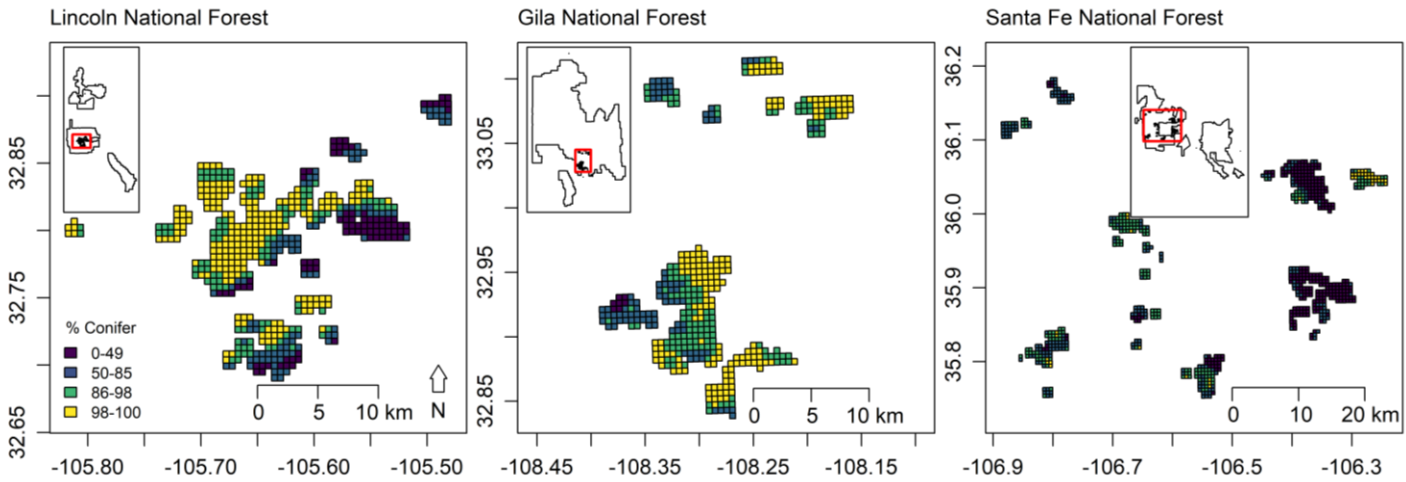 Lincoln National Forest
32.85
32.75
32.65
% Conifer
0-49
50-85
86-98
98-100
0 5 10 km
N
-105.80 -105.70 -105.60 -105.50
Gila National Forest
33.05
32.95
32.85
0 5 10 km
-108.45 -108.35 -108.25 -108.15
Santa Fe National Forest
36.2
36.1
36.0
35.9
35.8
0 10 20 km
-106.9 -106.7 -106.5 -106.3